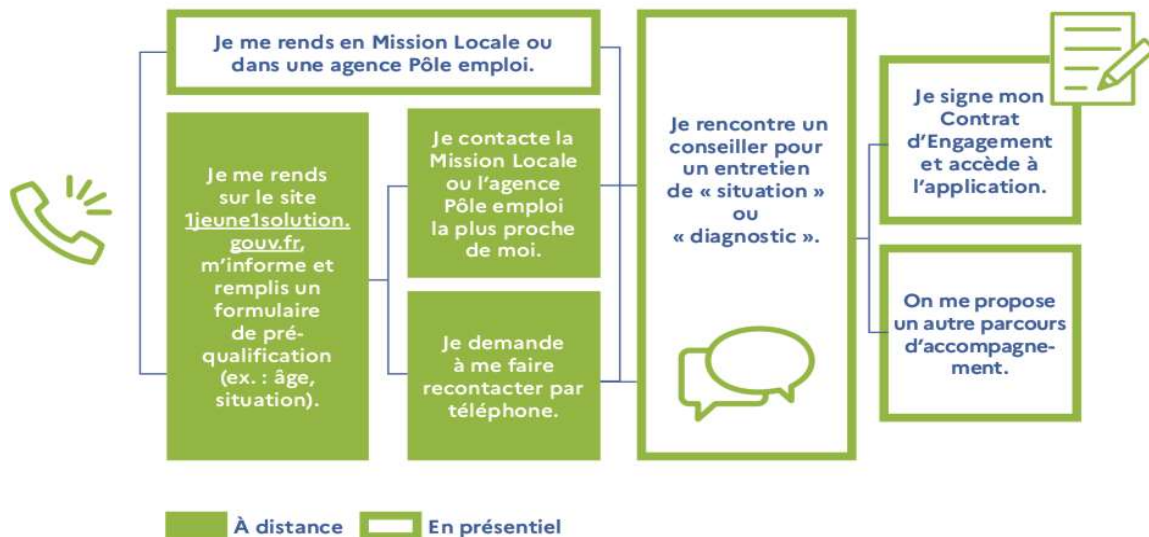 Je me rends en Mission Locale ou
dans une agence Pôle emploi.
Je me rends
sur le site
1jeune1solution.
gouv.fr,
m'informe et
remplis un
formulaire
de pré-
qualification
(ex. : âge,
situation).
Je contacte la
Mission Locale
ou l'agence
Pôle emploi
la plus proche
de moi.
Je demande
à me faire
recontacter par
téléphone.
Je rencontre un
conseiller pour
un entretien
de « situation »
ou
« diagnostic ».
Je signe mon
Contrat
d'Engagement
et accède à
l'application.
On me propose
un autre parcours
d'accompagne-
ment.
À distance
En présentiel